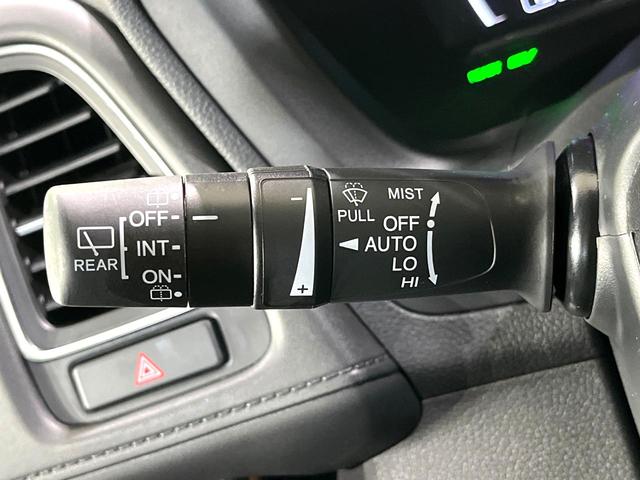 OFF
INT
REAR
ON
−
+
PULL
MIST
OFF
AUTO
LO
HI